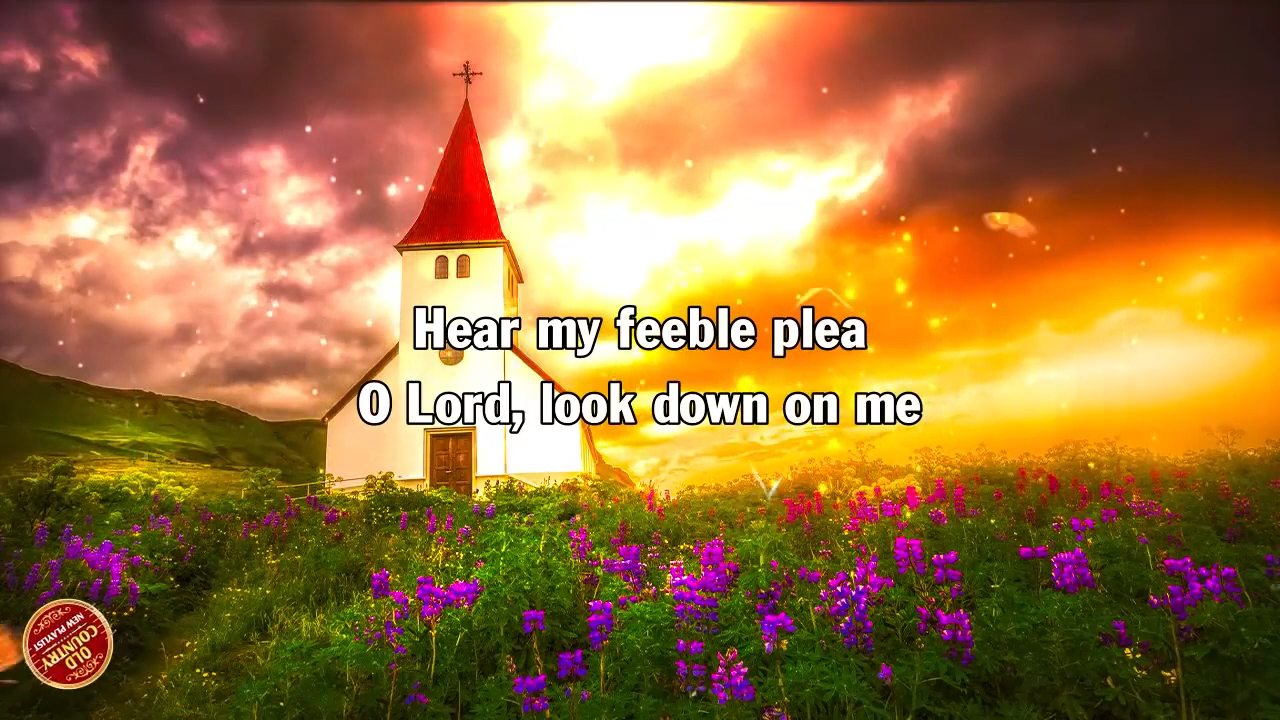 Hear my feeble plea
O Lord, look down on me
OLD
COUNTRY
NEW PLAYLIST